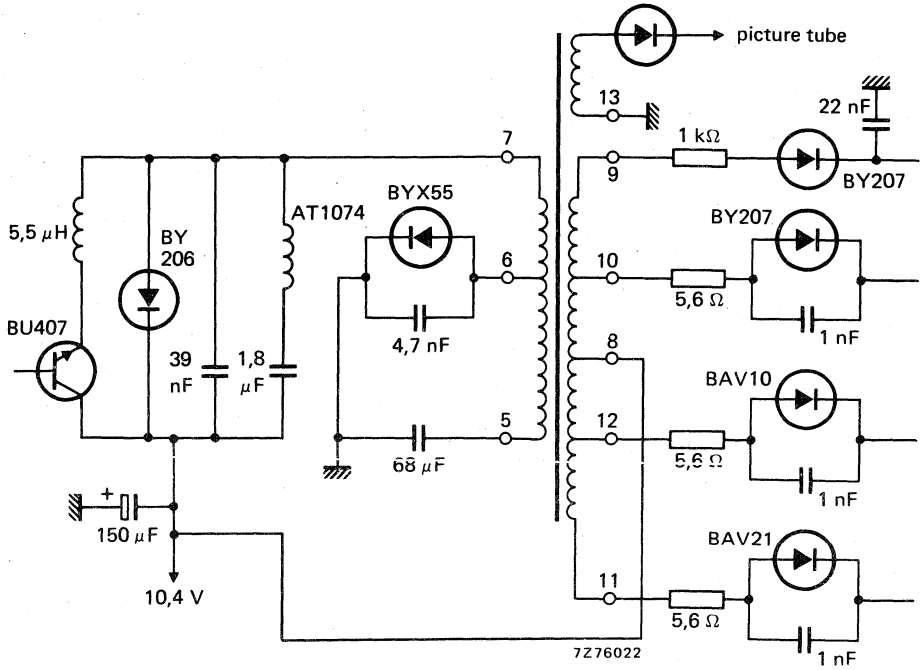 picture tube
13
22 nF
7
1 kΩ
9
BY207
BYX55
AT1074
5,5 µH
BY
206
BY207
6
10
5,6 Ω
1 nF
4,7 nF
BU407
39
nF
1,8
µF
8
BAV10
5
12
68 µF
5,6 Ω
1 nF
+
150 µF
BAV21
10,4 V
11
5,6 Ω
1 nF
7Z76022